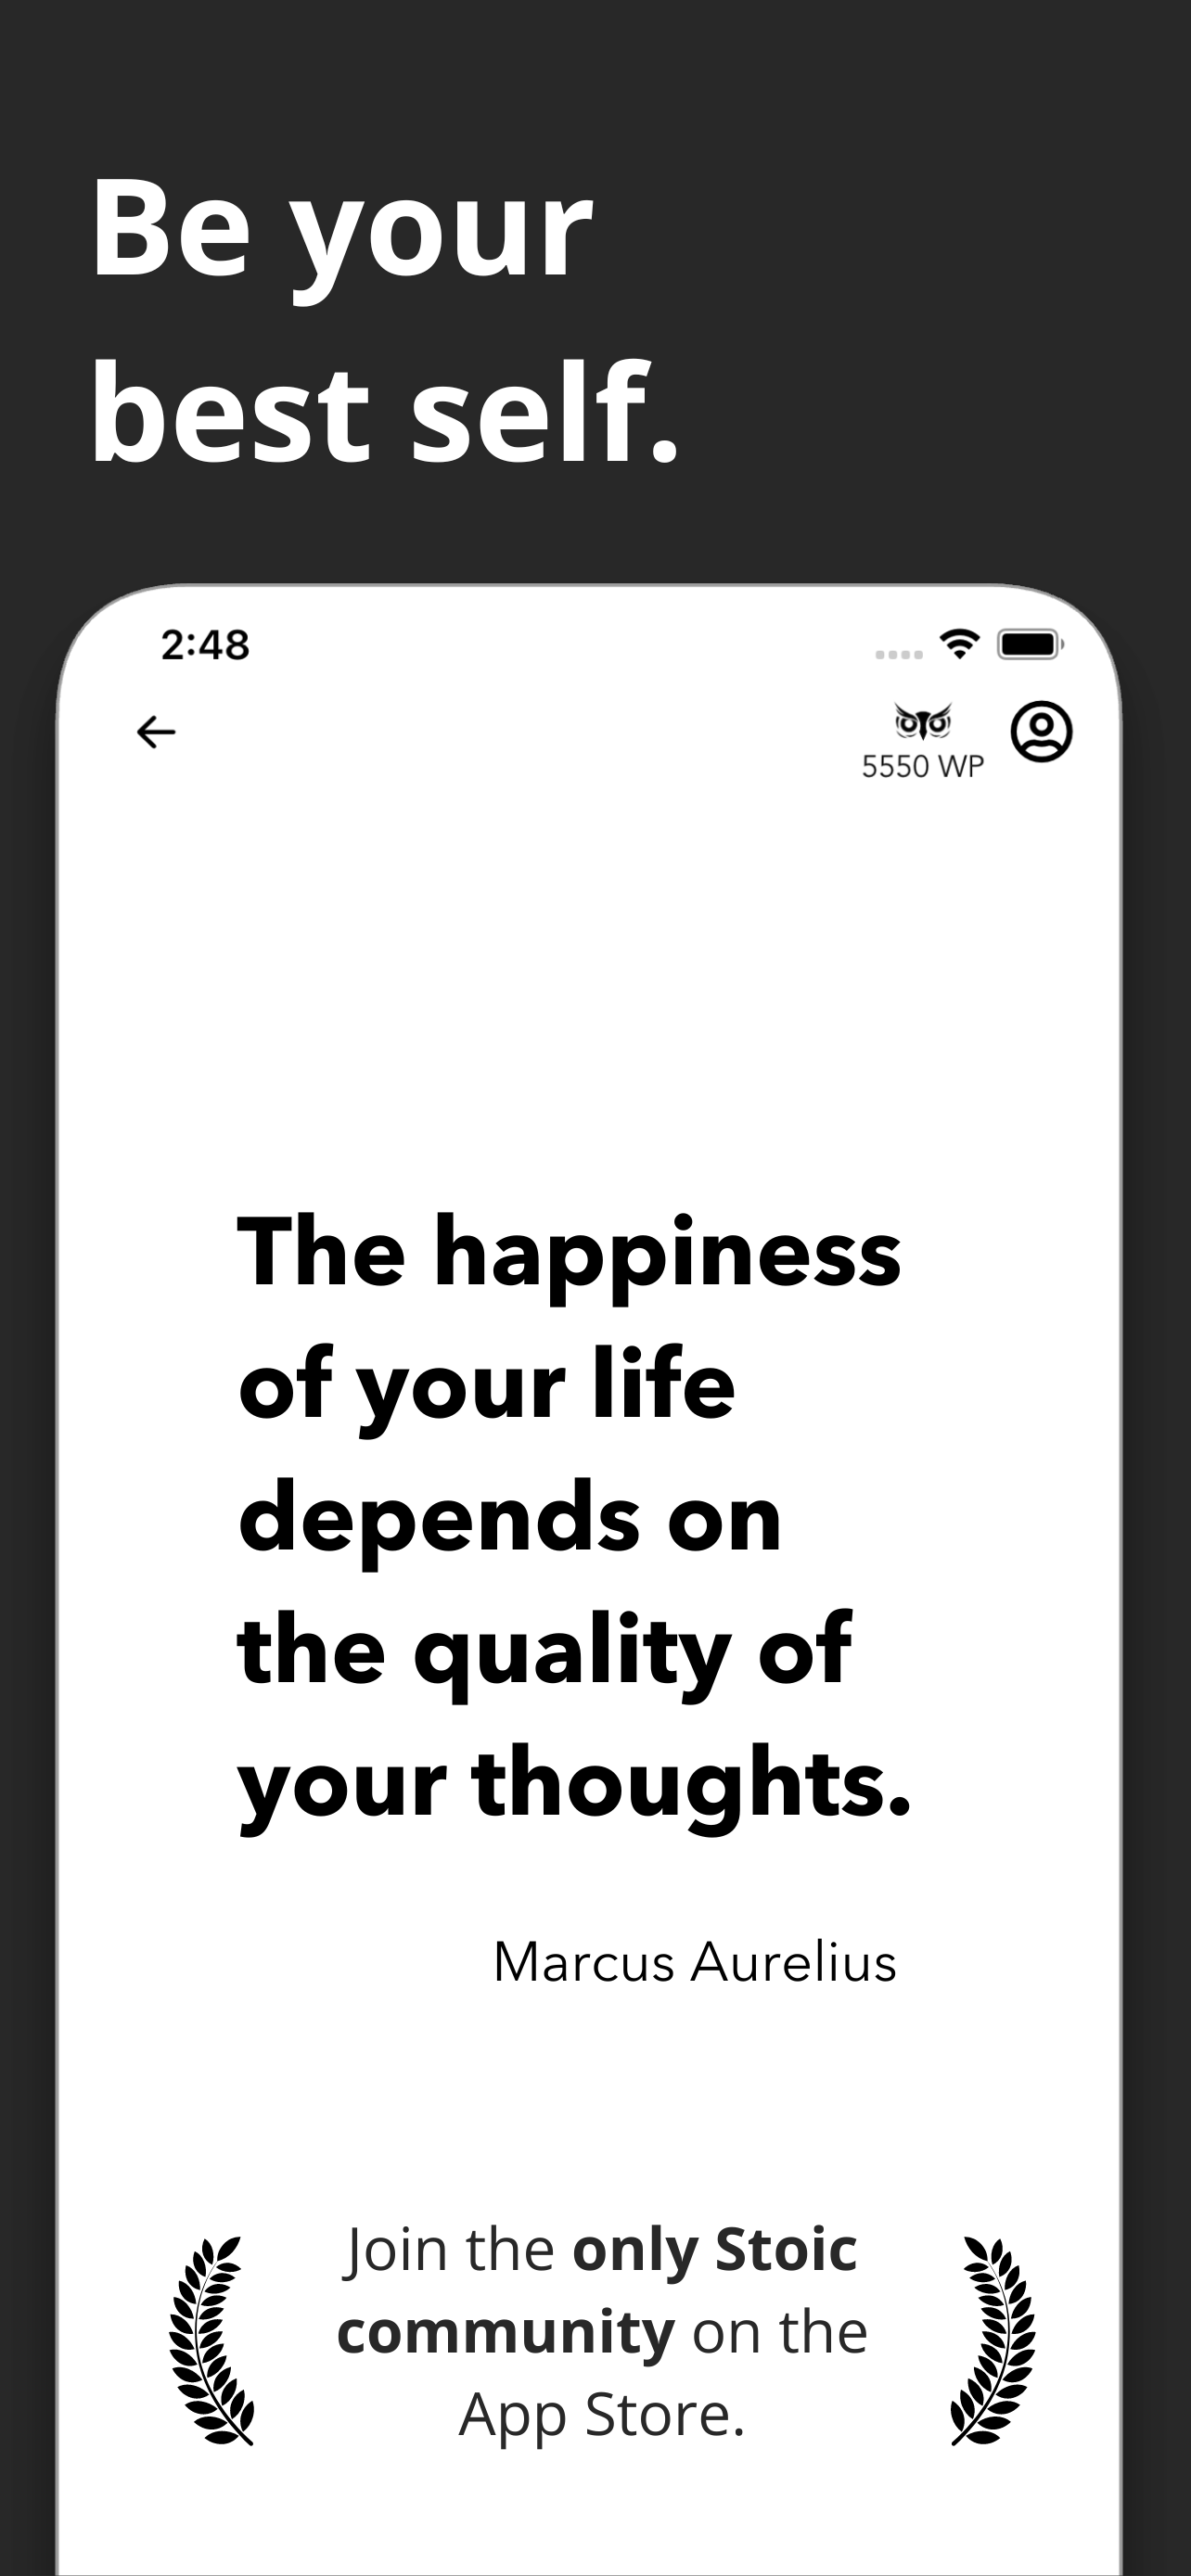 Be your
best self.
2:48
5550 WP
The happiness
of your life
depends on
the quality of
your thoughts.
Marcus Aurelius
Join the only Stoic
community on the
App Store.